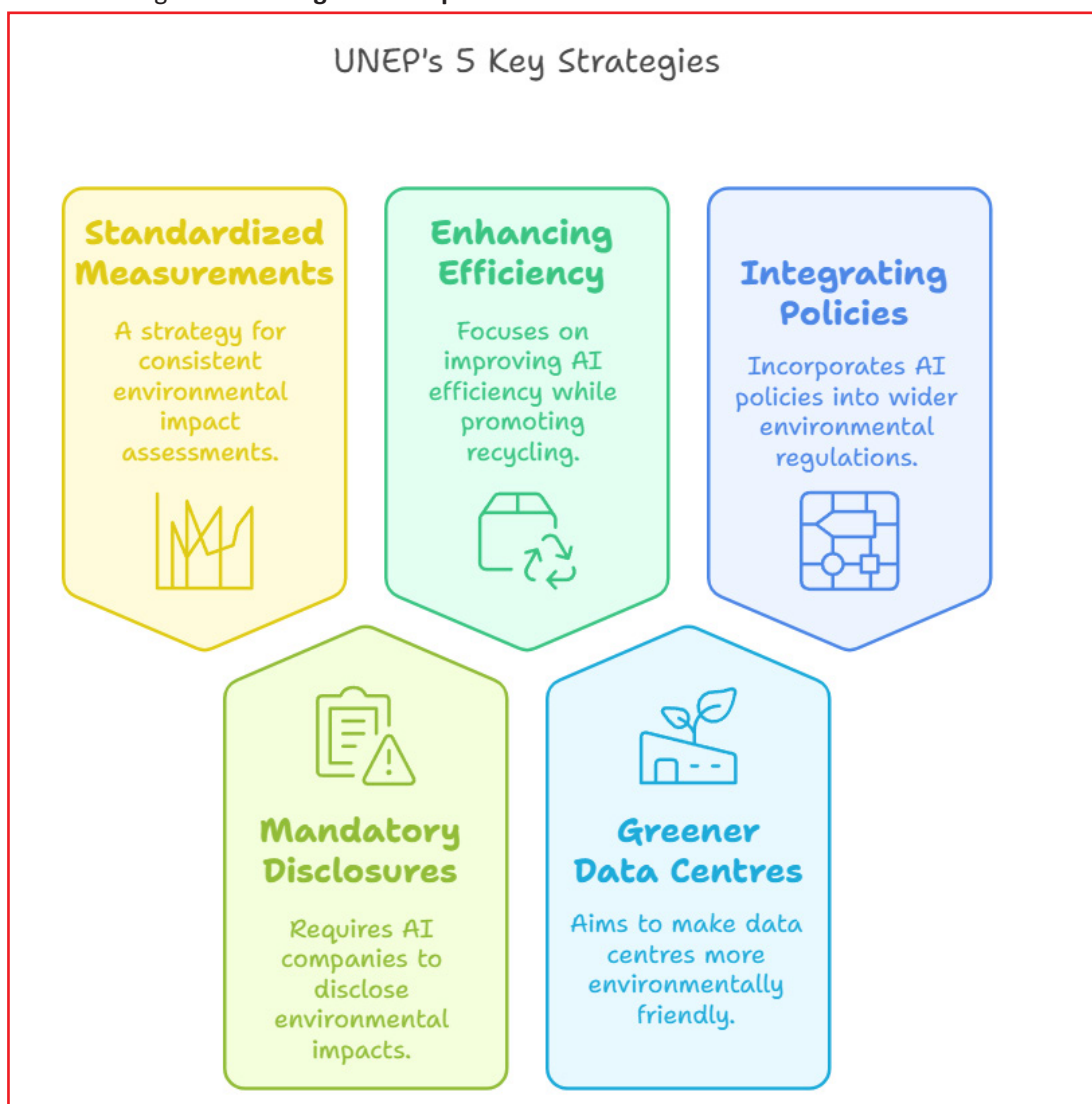 UNEP's 5 Key Strategies
Standardized
Measurements
A strategy for
consistent
environmental
impact
assessments.
Enhancing
Efficiency
Focuses on
improving AI
efficiency while
promoting
recycling.
Integrating
Policies
Incorporates AI
policies into wider
environmental
regulations.
Mandatory
Disclosures
Requires AI
companies to
disclose
environmental
impacts.
Greener
Data Centres
Aims to make data
centres more
environmentally
friendly.